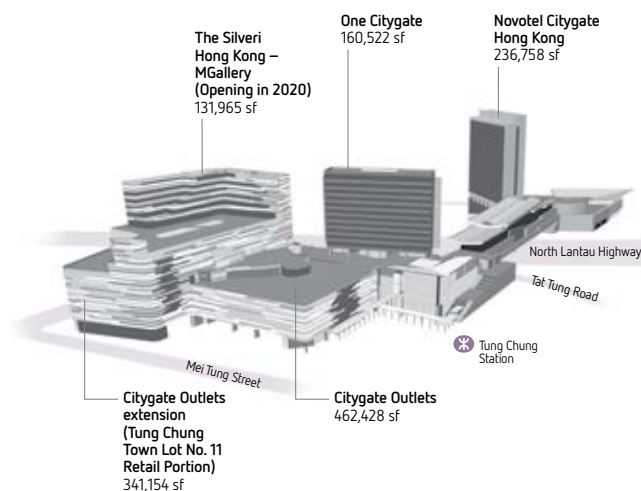 The Silveri
Hong Kong –
MGallery
(Opening in 2020)
131,965 sf
One Citygate
160,522 sf
Novotel Citygate
Hong Kong
236,758 sf
North Lantau Highway
Tat Tung Road
Tung Chung
Station
Mei Tung Street
Citygate Outlets
extension
(Tung Chung
Town Lot No. 11
Retail Portion)
341,154 sf
Citygate Outlets
462,428 sf